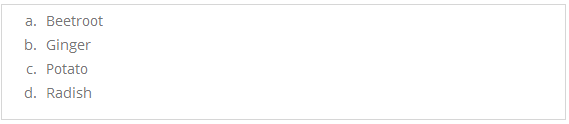 a. Beetroot
b. Ginger
c. Potato
d. Radish